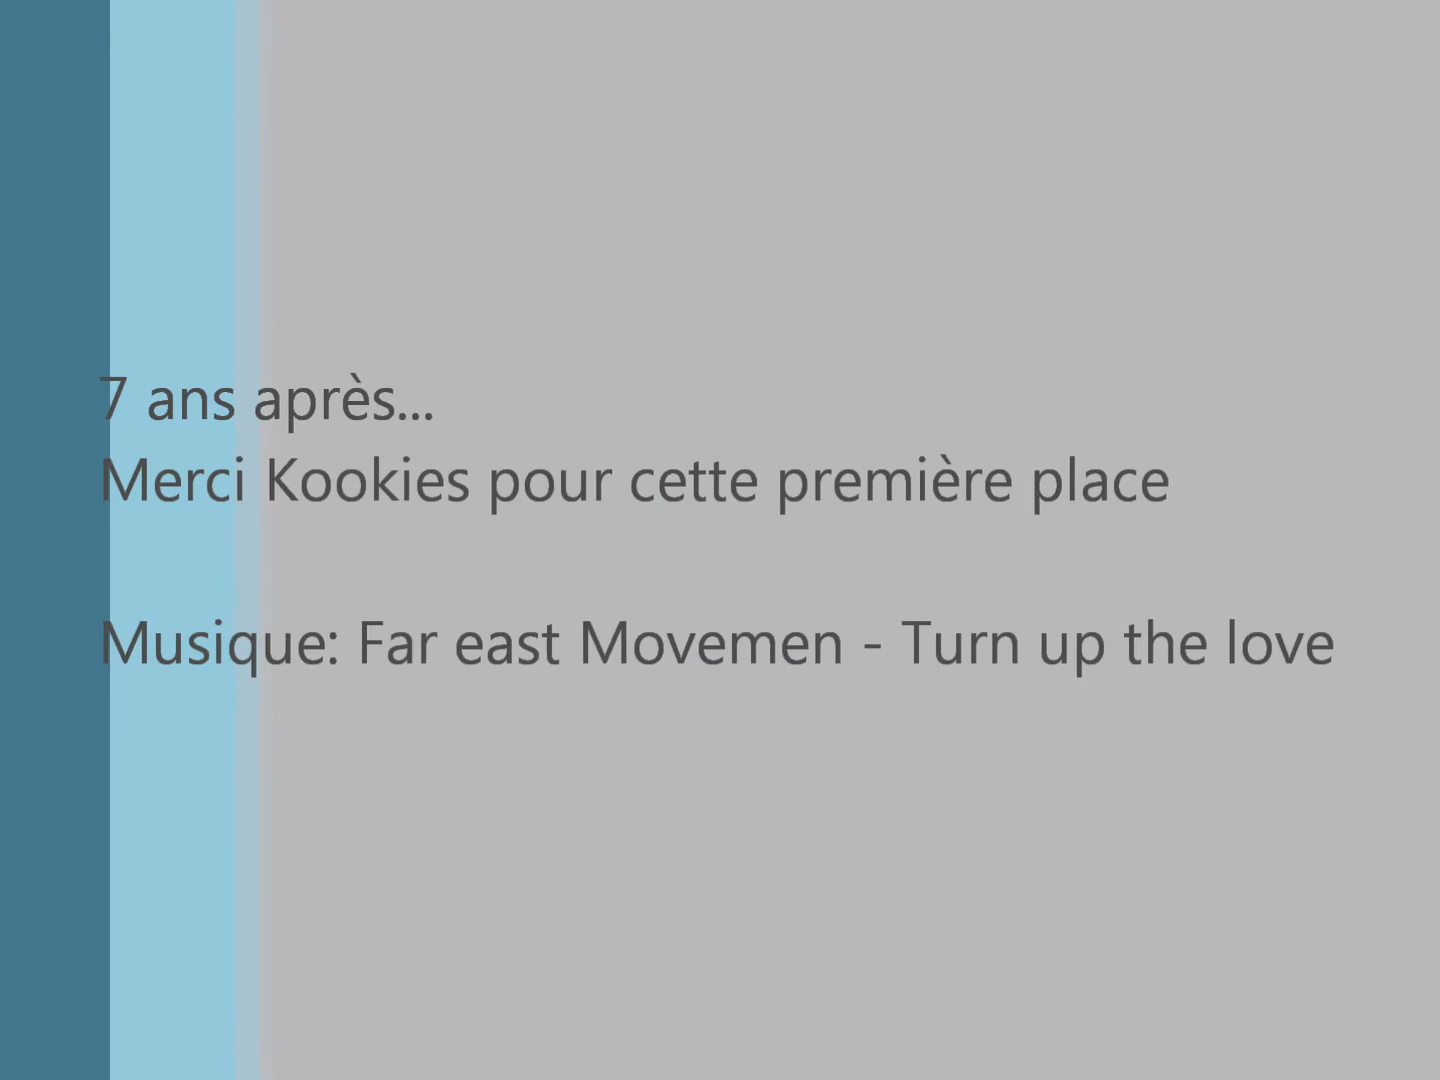 7 ans après...
Merci Kookies pour cette première place
Musique: Far east Movemen - Turn up the love